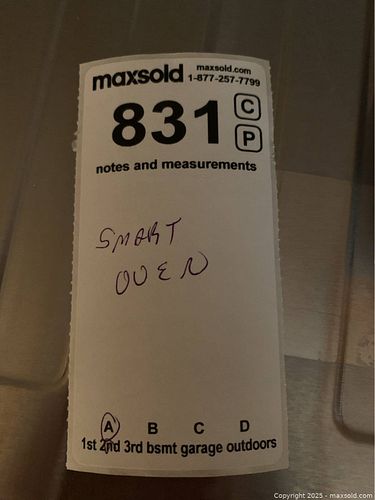 maxsold maxsold.com
1-877-257-7799
831 C
P
notes and measurements
SMART
OVEN
A B C D
1st 2nd 3rd bsmt garage outdoors
Copyright 2025 - maxsold.com